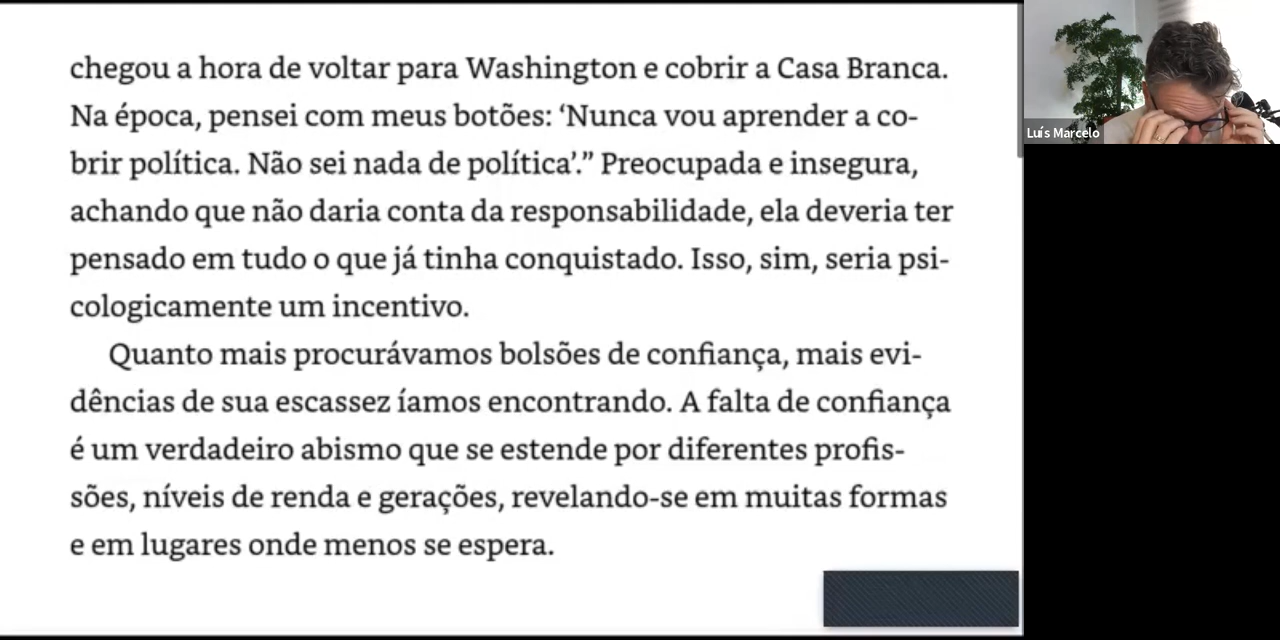 chegou a hora de voltar para Washington e cobrir a Casa Branca.
Na época, pensei com meus botões: ‘Nunca vou aprender a co-
brir política. Não sei nada de política’.” Preocupada e insegura,
achando que não daria conta da responsabilidade, ela deveria ter
pensado em tudo o que já tinha conquistado. Isso, sim, seria psi-
cologicamente um incentivo.
Quanto mais procurávamos bolsões de confiança, mais evi-
dências de sua escassez íamos encontrando. A falta de confiança
é um verdadeiro abismo que se estende por diferentes profis-
sões, níveis de renda e gerações, revelando-se em muitas formas
e em lugares onde menos se espera.
Luís Marcelo